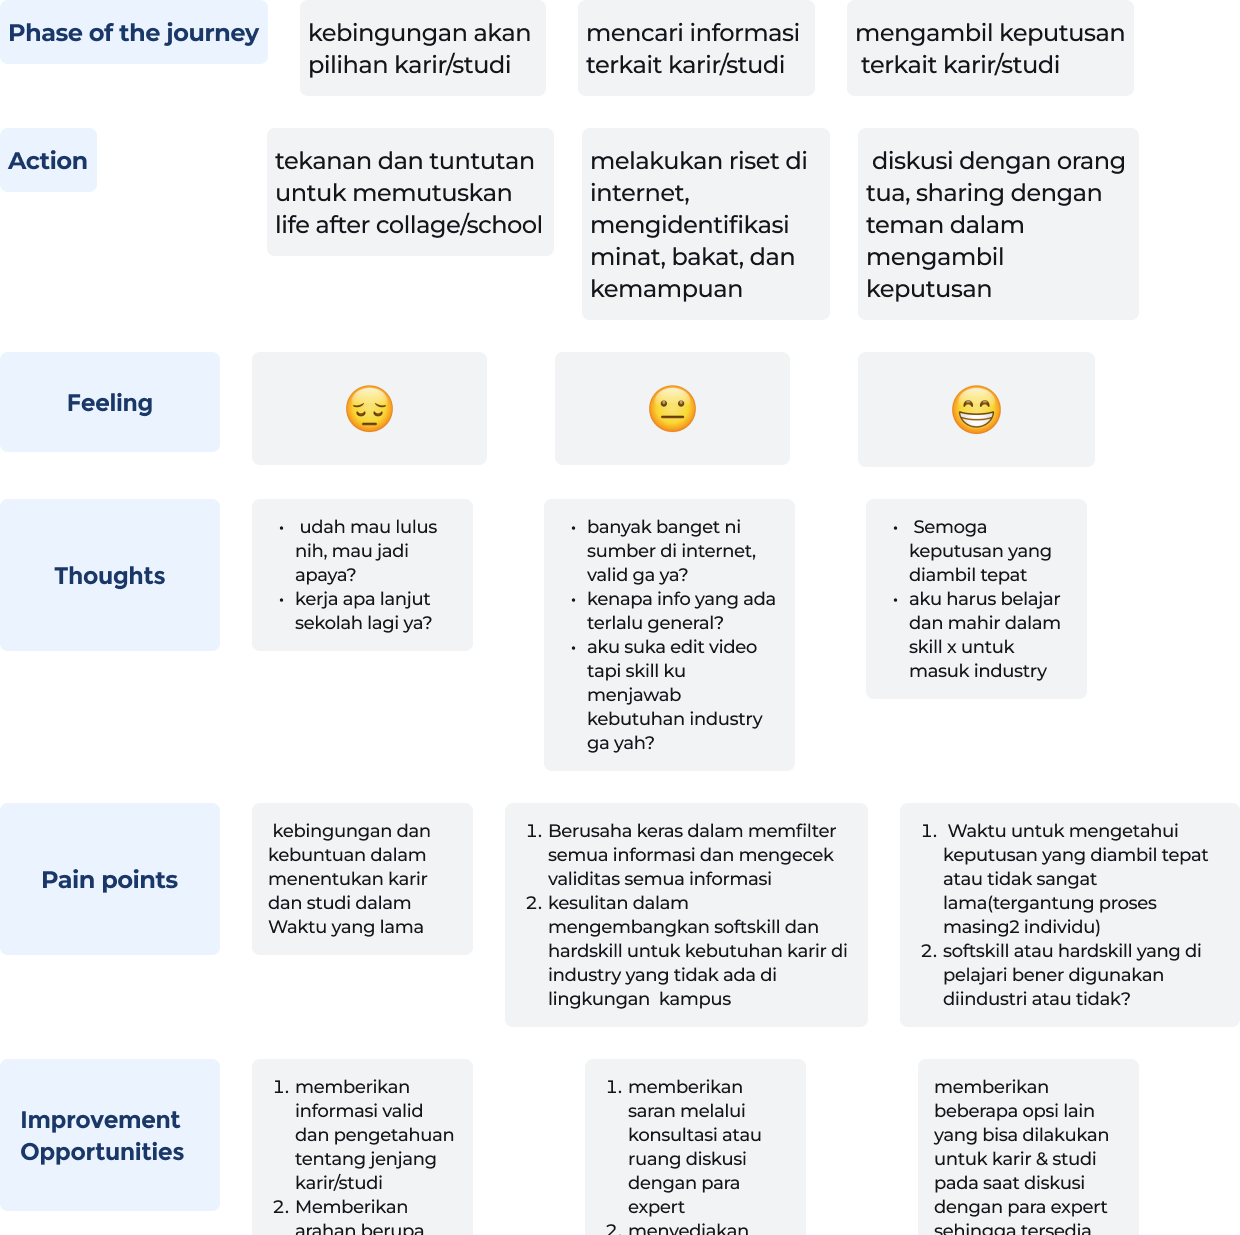 Phase of the journey
kebingungan akan
pilihan karir/studi
mencari informasi
terkait karir/studi
mengambil keputusan
terkait karir/studi
Action
tekanan dan tuntutan
untuk memutuskan
life after collage/school
melakukan riset di
internet,
mengidentifikasi
minat, bakat, dan
kemampuan
diskusi dengan orang
tua, sharing dengan
teman dalam
mengambil
keputusan
Feeling
Thoughts
• udah mau lulus
nih, mau jadi
apaya?
• kerja apa lanjut
sekolah lagi ya?
• banyak banget ni
sumber di internet,
valid ga ya?
• kenapa info yang ada
terlalu general?
• aku suka edit video
tapi skill ku
menjawab
kebutuhan industry
ga yah?
• Semoga
keputusan yang
diambil tepat
• aku harus belajar
dan mahir dalam
skill x untuk
masuk industry
Pain points
kebingungan dan
kebuntuan dalam
menentukan karir
dan studi dalam
Waktu yang lama
1. Berusaha keras dalam memfilter
semua informasi dan mengecek
validitas semua informasi
2. kesulitan dalam
mengembangkan softskill dan
hardskill untuk kebutuhan karir di
industry yang tidak ada di
lingkungan kampus
1. Waktu untuk mengetahui
keputusan yang diambil tepat
atau tidak sangat
lama(tergantung proses
masing2 individu)
2. softskill atau hardskill yang di
pelajari bener digunakan
diindustri atau tidak?
Improvement
Opportunities
1. memberikan
informasi valid
dan pengetahuan
tentang jenjang
karir/studi
2. Memberikan
arahan berupa
1. memberikan
saran melalui
konsultasi atau
ruang diskusi
dengan para
expert
2. menyediakan
memberikan
beberapa opsi lain
yang bisa dilakukan
untuk karir & studi
pada saat diskusi
dengan para expert
sehingga tersedia